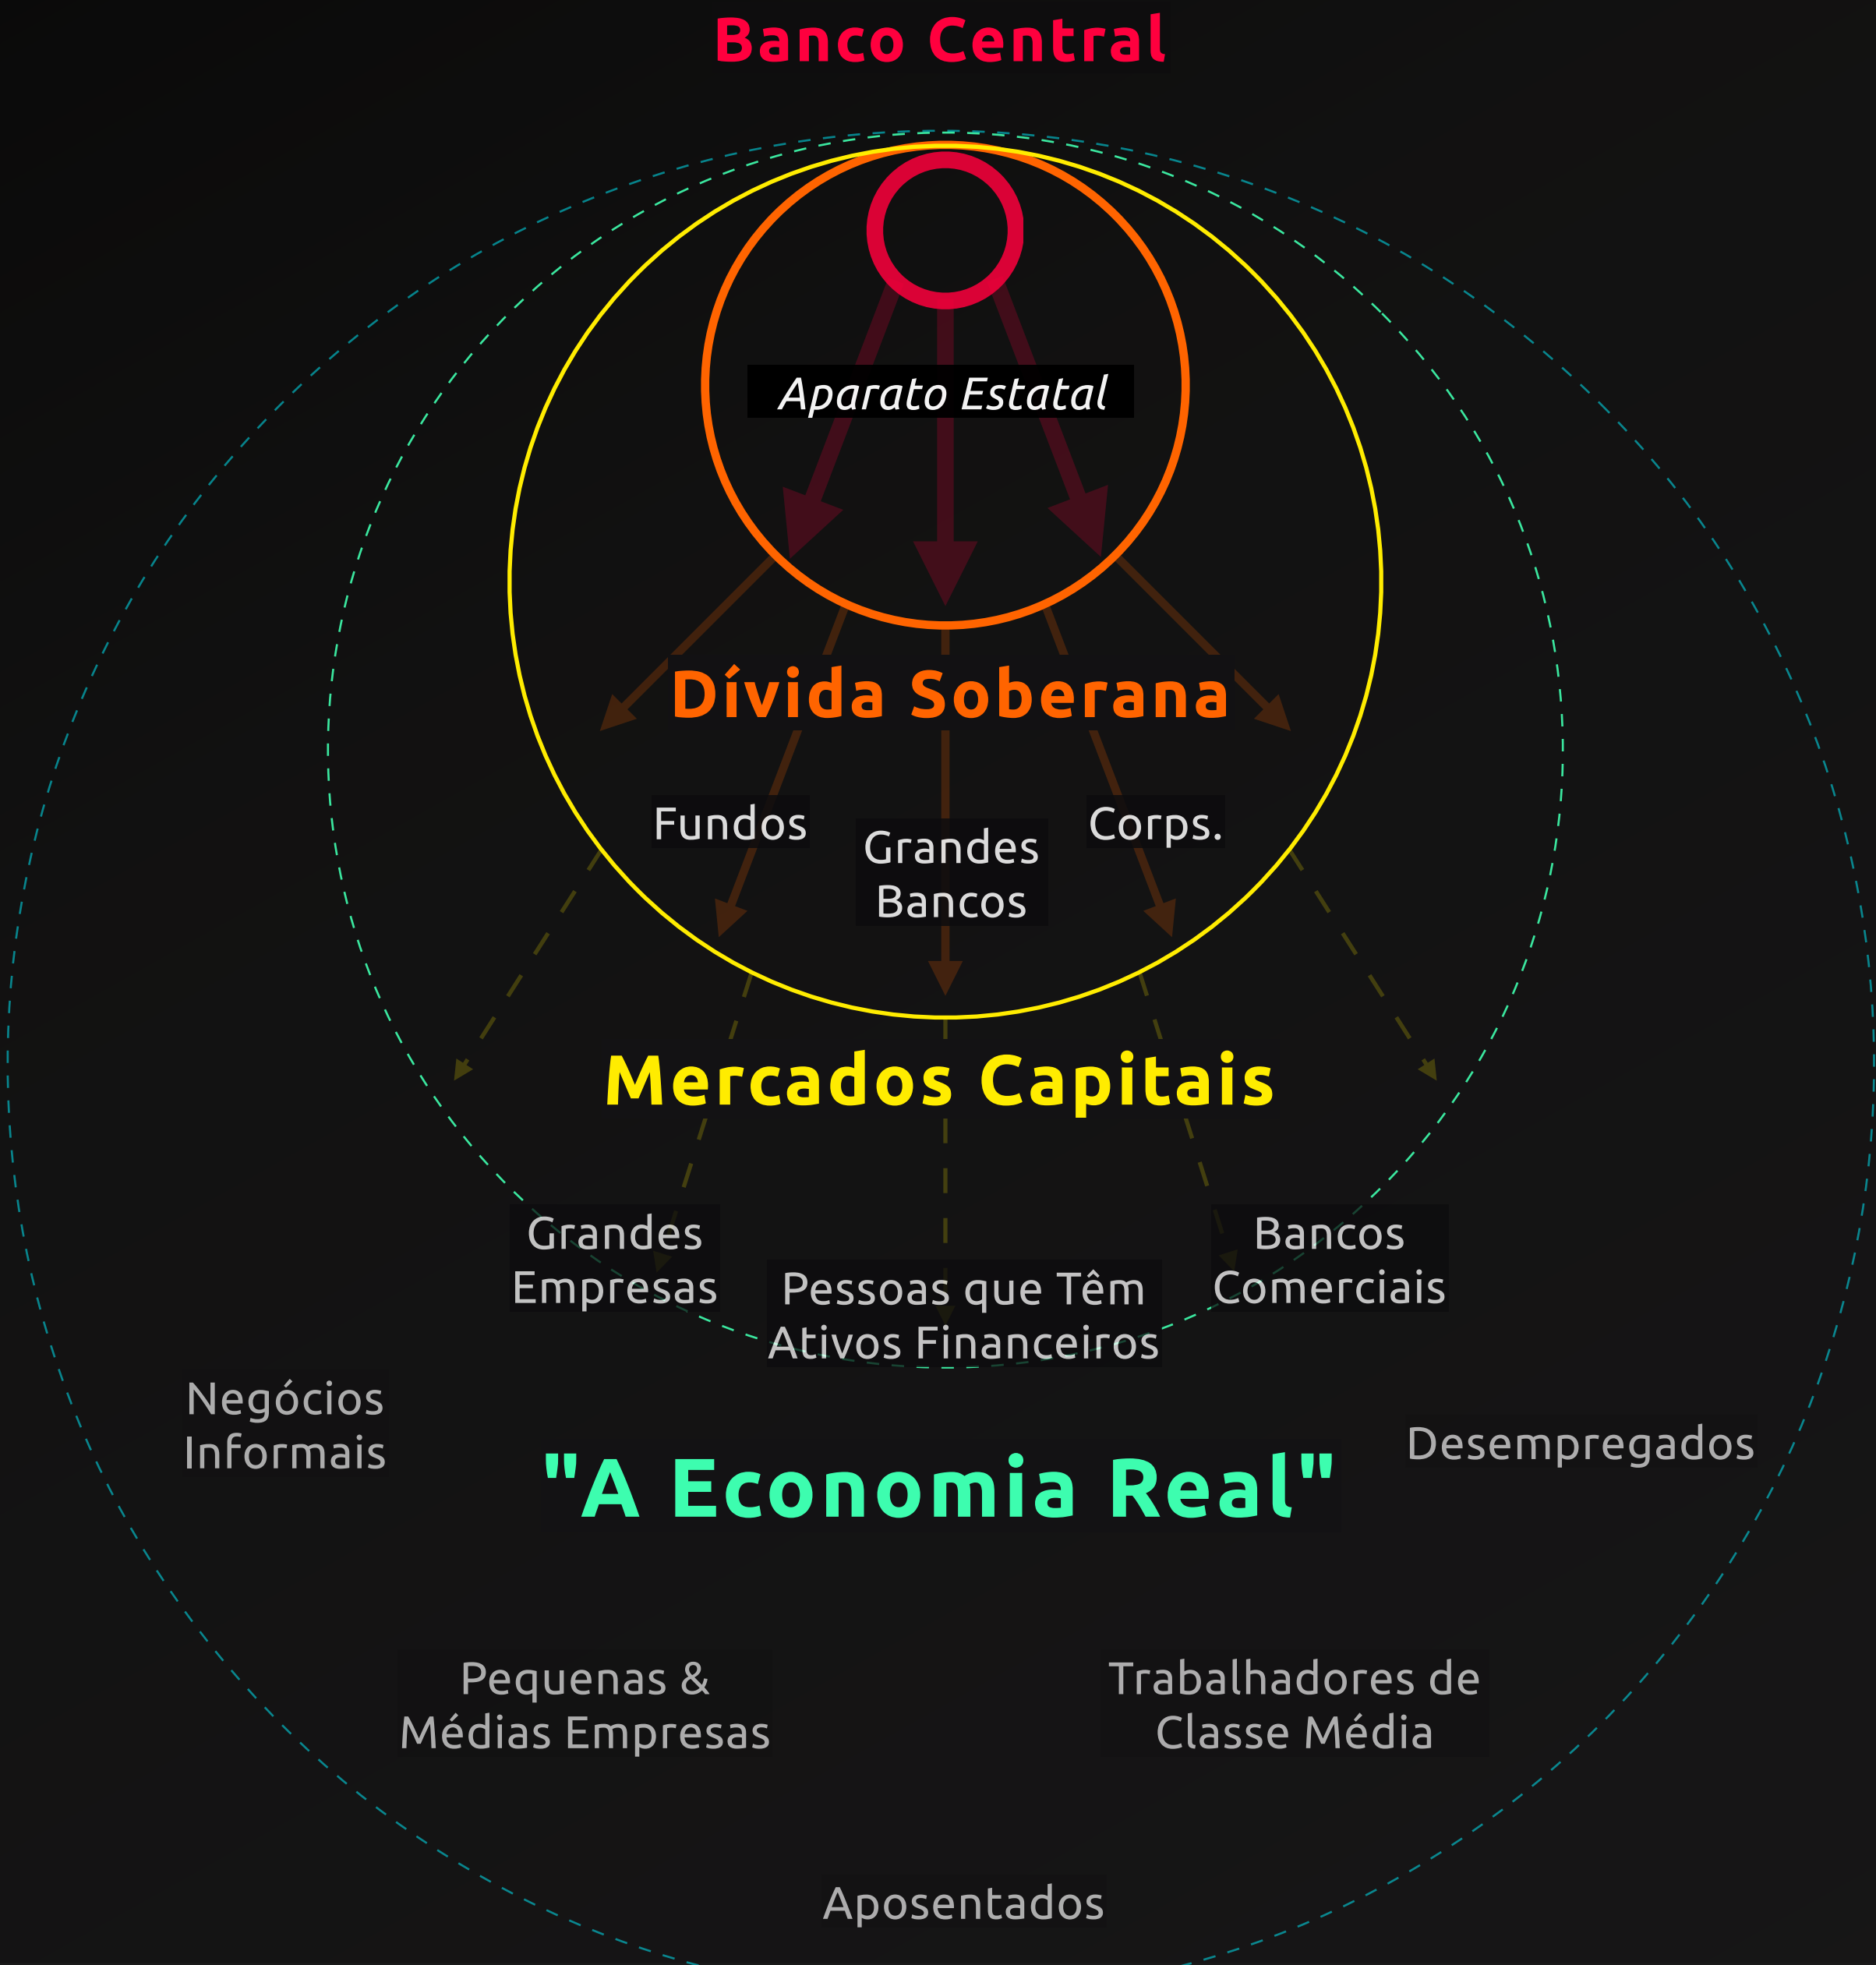 Banco Central
Aparato Estatal
Dívida Soberana
Fundos
Grandes
Bancos
Corps.
Mercados Capitais
Grandes
Empresas
Pessoas que Têm
Ativos Financeiros
Bancos
Comerciais
Negócios
Informais
"A Economia Real"
Desempregados
Pequenas &
Médias Empresas
Trabalhadores de
Classe Média
Aposentados